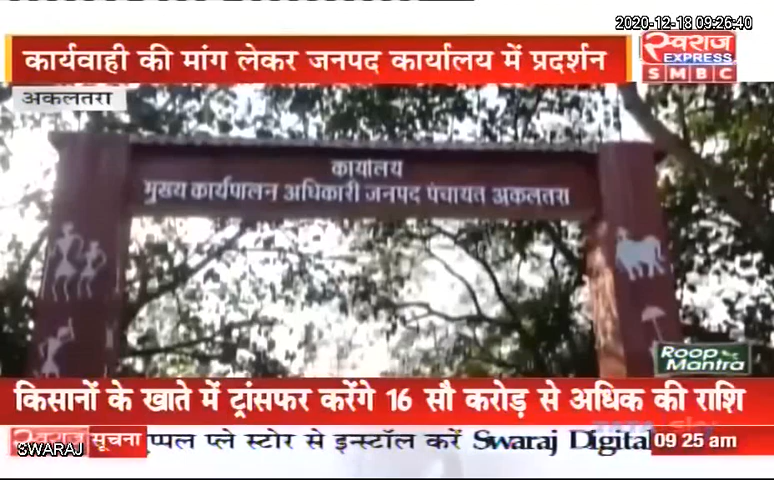 2020-12-18 09:26:40
कार्यवाही की मांग लेकर जनपद कार्यालय में प्रदर्शन
स्वराज
EXPRESS
SMBC
अकलतरा
कार्यालय
मुख्य कार्यपालन अधिकारी जनपद पंचायत अकलतरा
Roop
Mantra
किसानों के खाते में ट्रांसफर करेंगे 16 सौ करोड़ से अधिक की राशि
स्वराज सूचना प्पल प्ले स्टोर से इन्स्टॉल करें Swaraj Digital 09 25 am
SWARAJ